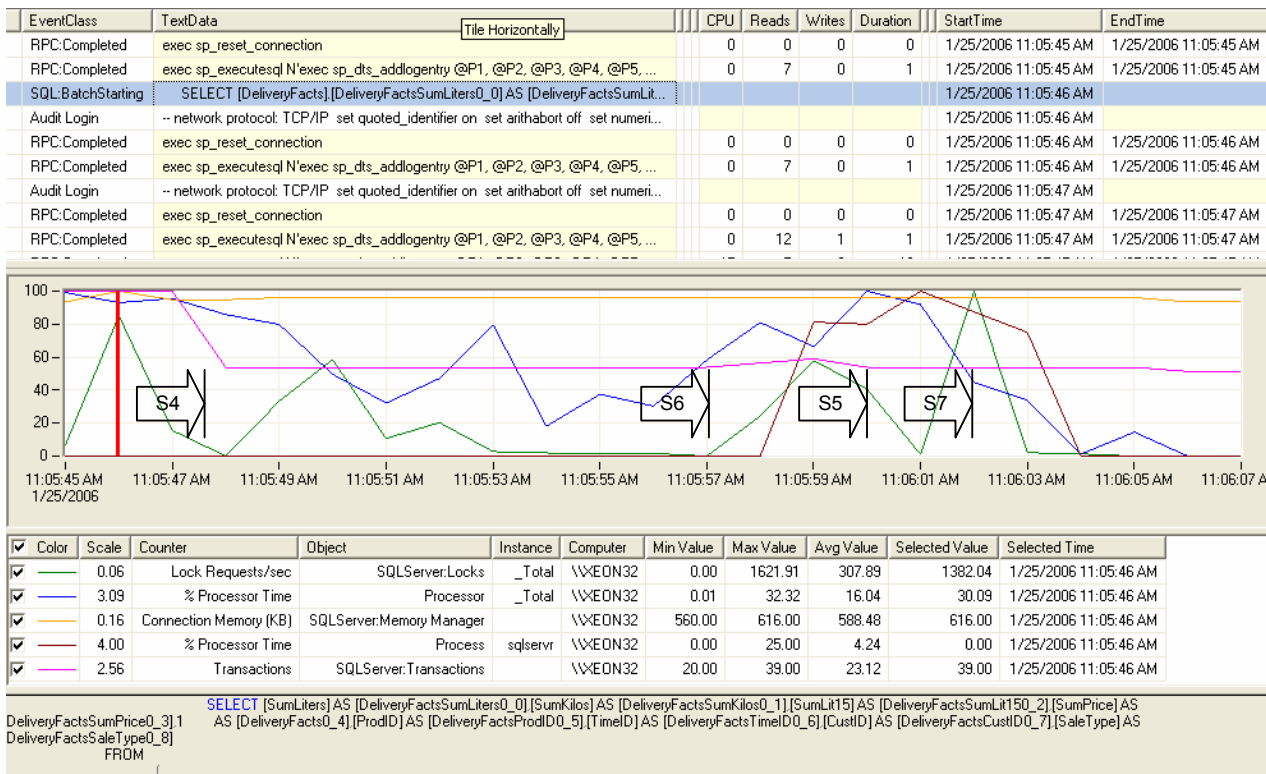 EventClass TextData CPU Reads Writes Duration StartTime EndTime
Tile Horizontally
RPC:Completed exec sp_reset_connection 0 0 0 0 1/25/2006 11:05:45 AM 1/25/2006 11:05:45 AM
RPC:Completed exec sp_executesql N'exec sp_dts_addlogentry @P1, @P2, @P3, @P4, @P5, ... 0 7 0 1 1/25/2006 11:05:45 AM 1/25/2006 11:05:45 AM
SQL:BatchStarting SELECT [DeliveryFacts].[DeliveryFactsSumLiters0_0] AS [DeliveryFactsSumLit... 1/25/2006 11:05:46 AM
Audit Login -- network protocol: TCP/IP set quoted_identifier on set arithabort off set numeri... 1/25/2006 11:05:46 AM
RPC:Completed exec sp_reset_connection 0 0 0 0 1/25/2006 11:05:46 AM 1/25/2006 11:05:46 AM
RPC:Completed exec sp_executesql N'exec sp_dts_addlogentry @P1, @P2, @P3, @P4, @P5, ... 0 7 0 1 1/25/2006 11:05:46 AM 1/25/2006 11:05:46 AM
Audit Login -- network protocol: TCP/IP set quoted_identifier on set arithabort off set numeri... 1/25/2006 11:05:47 AM
RPC:Completed exec sp_reset_connection 0 0 0 0 1/25/2006 11:05:47 AM 1/25/2006 11:05:47 AM
RPC:Completed exec sp_executesql N'exec sp_dts_addlogentry @P1, @P2, @P3, @P4, @P5, ... 0 12 1 1 1/25/2006 11:05:47 AM 1/25/2006 11:05:47 AM
100
80
60
40
20
0
S4 S6 S5 S7
11:05:45 AM 11:05:47 AM 11:05:49 AM 11:05:51 AM 11:05:53 AM 11:05:55 AM 11:05:57 AM 11:05:59 AM 11:06:01 AM 11:06:03 AM 11:06:05 AM 11:06:07 A
1/25/2006
Color Scale Counter Object Instance Computer Min Value Max Value Avg Value Selected Value Selected Time
0.06 Lock Requests/sec SQLServer:Locks _Total \\XEON32 0.00 1621.91 307.89 1382.04 1/25/2006 11:05:46 AM
3.09 % Processor Time Processor _Total \\XEON32 0.01 32.32 16.04 30.09 1/25/2006 11:05:46 AM
0.16 Connection Memory (KB) SQLServer:Memory Manager \\XEON32 560.00 616.00 588.48 616.00 1/25/2006 11:05:46 AM
4.00 % Processor Time Process sqlservr \\XEON32 0.00 25.00 4.24 0.00 1/25/2006 11:05:46 AM
2.56 Transactions SQLServer:Transactions \\XEON32 20.00 39.00 23.12 39.00 1/25/2006 11:05:46 AM
SELECT [SumLiters] AS [DeliveryFactsSumLiters0_0],[SumKilos] AS [DeliveryFactsSumKilos0_1],[SumLit15] AS [DeliveryFactsSumLit150_2],[SumPrice] AS
DeliveryFactsSumPrice0_3],1 AS [DeliveryFacts0_4],[ProdID] AS [DeliveryFactsProdID0_5],[TimeID] AS [DeliveryFactsTimeID0_6],[CustID] AS [DeliveryFactsCustID0_7],[SaleType] AS
DeliveryFactsSaleType0_8]
FROM